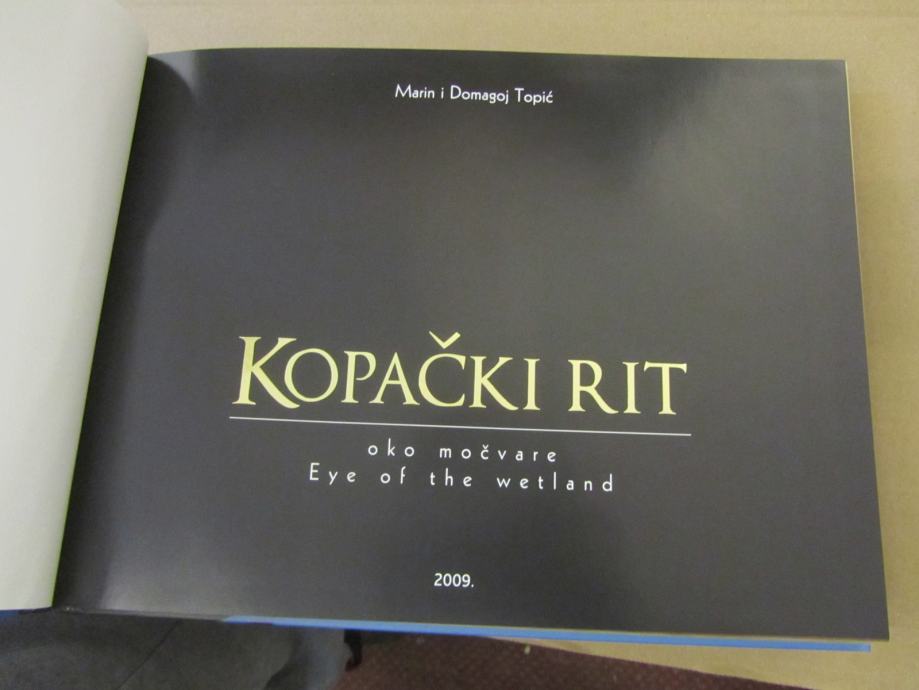 Marin i Domagoj Topić
KOPAČKI RIT
oko močvare
Eye of the wetland
2009.